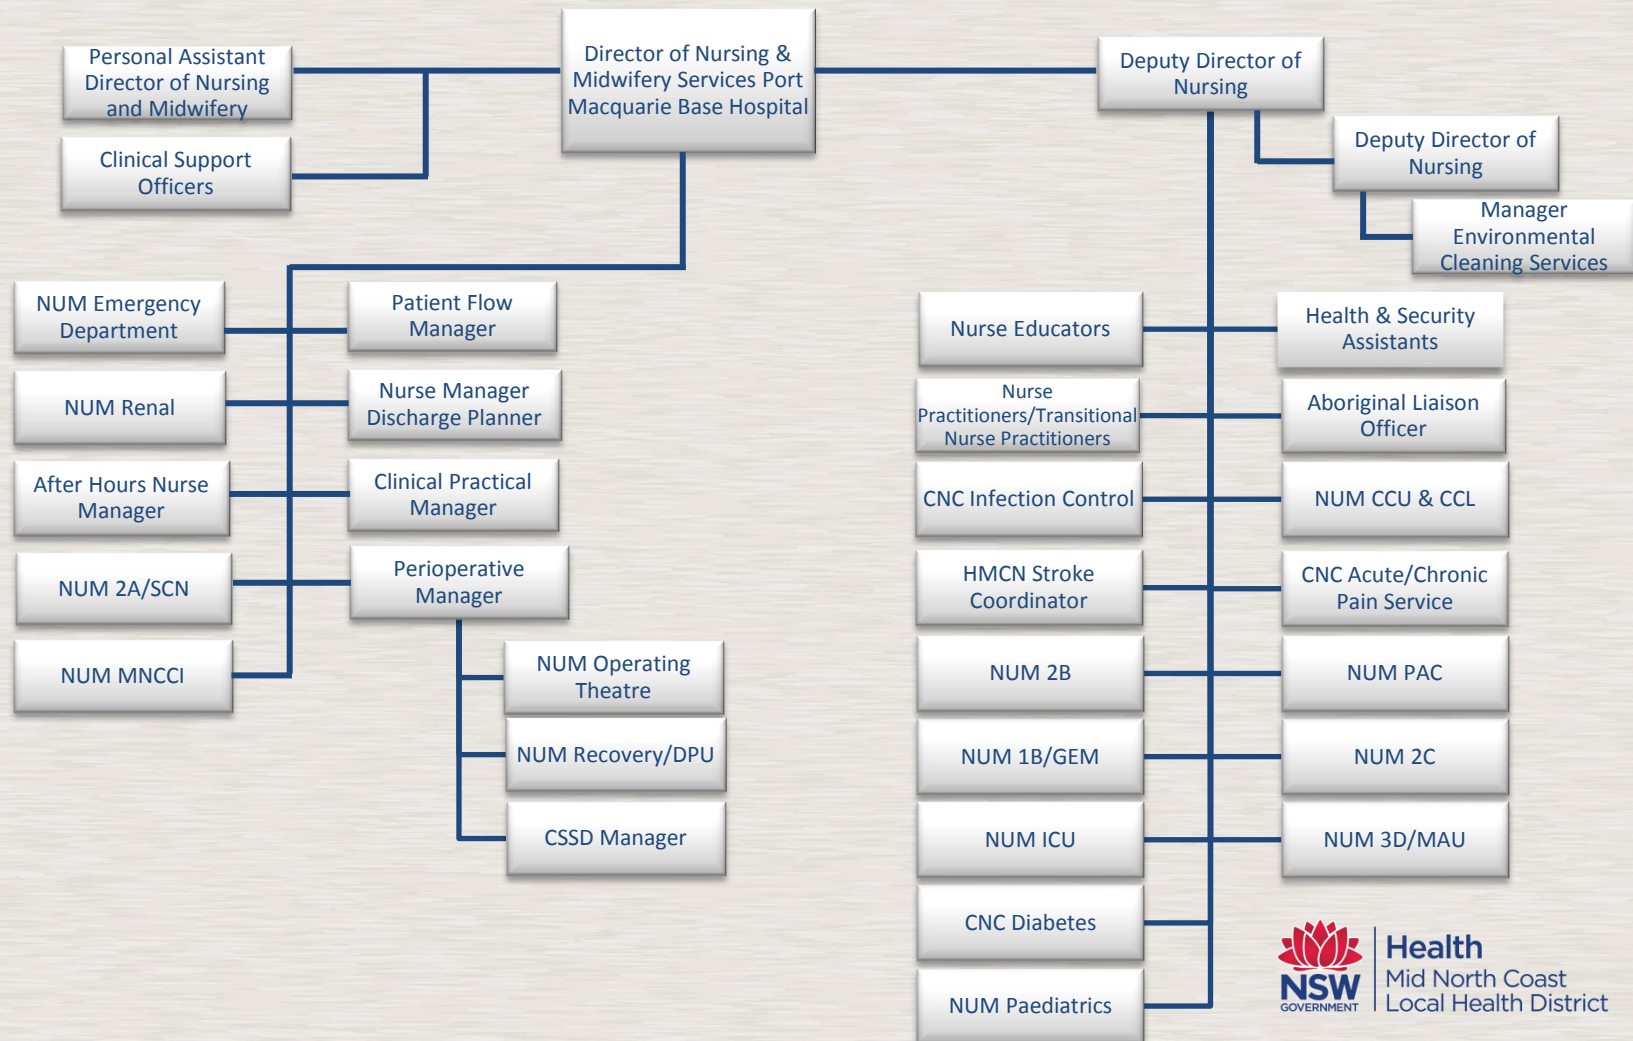 Personal Assistant
Director of Nursing
and Midwifery
Clinical Support
Officers
Director of Nursing &
Midwifery Services Port
Macquarie Base Hospital
Deputy Director of
Nursing
Deputy Director of
Nursing
Manager
Environmental
Cleaning Services
NUM Emergency
Department
Patient Flow
Manager
NUM Renal
Nurse Manager
Discharge Planner
After Hours Nurse
Manager
Clinical Practical
Manager
NUM 2A/SCN
Perioperative
Manager
NUM MNCCI
NUM Operating
Theatre
NUM Recovery/DPU
CSSD Manager
Nurse Educators
Health & Security
Assistants
Nurse
Practitioners/Transitional
Nurse Practitioners
Aboriginal Liaison
Officer
CNC Infection Control
NUM CCU & CCL
HMCN Stroke
Coordinator
CNC Acute/Chronic
Pain Service
NUM 2B
NUM PAC
NUM 1B/GEM
NUM 2C
NUM ICU
NUM 3D/MAU
CNC Diabetes
NUM Paediatrics
NSW
GOVERNMENT
Health
Mid North Coast
Local Health District